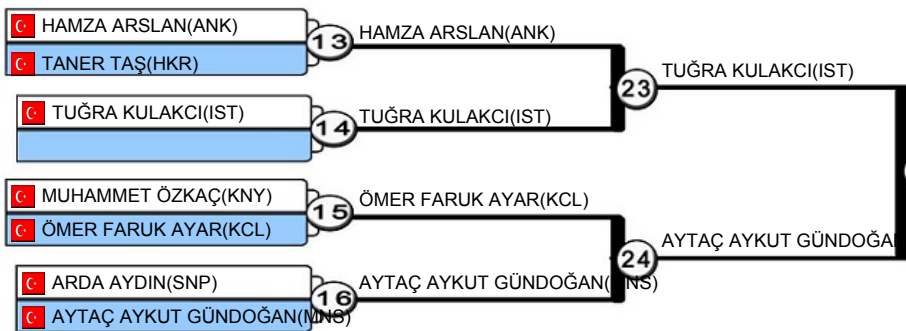 HAMZA ARSLAN(ANK)
TANER TAŞ(HKR)
13
HAMZA ARSLAN(ANK)
TUĞRA KULAKCI(IST)
14
TUĞRA KULAKCI(IST)
23
TUĞRA KULAKCI(IST)
MUHAMMET ÖZKAÇ(KNY)
ÖMER FARUK AYAR(KCL)
15
ÖMER FARUK AYAR(KCL)
ARDA AYDIN(SNP)
AYTAÇ AYKUT GÜNDOĞAN(MNS)
16
AYTAÇ AYKUT GÜNDOĞAN(MNS)
24
AYTAÇ AYKUT GÜNDOĞAN